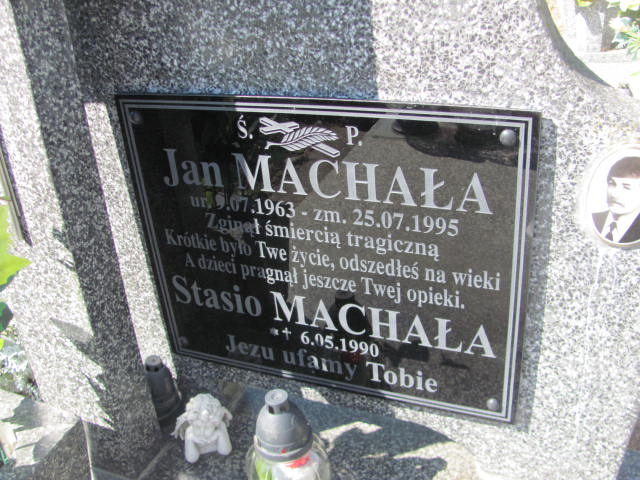 Ś. P.
Jan MACHAŁA
ur. 9.07.1963 - zm. 25.07.1995
Zginął śmiercią tragiczną
Krótkie było Twe życie, odszedłeś na wieki
A dzieci pragnął jeszcze Twej opieki.
Stasio MACHAŁA
*+ 6.05.1990
Jezu ufamy Tobie